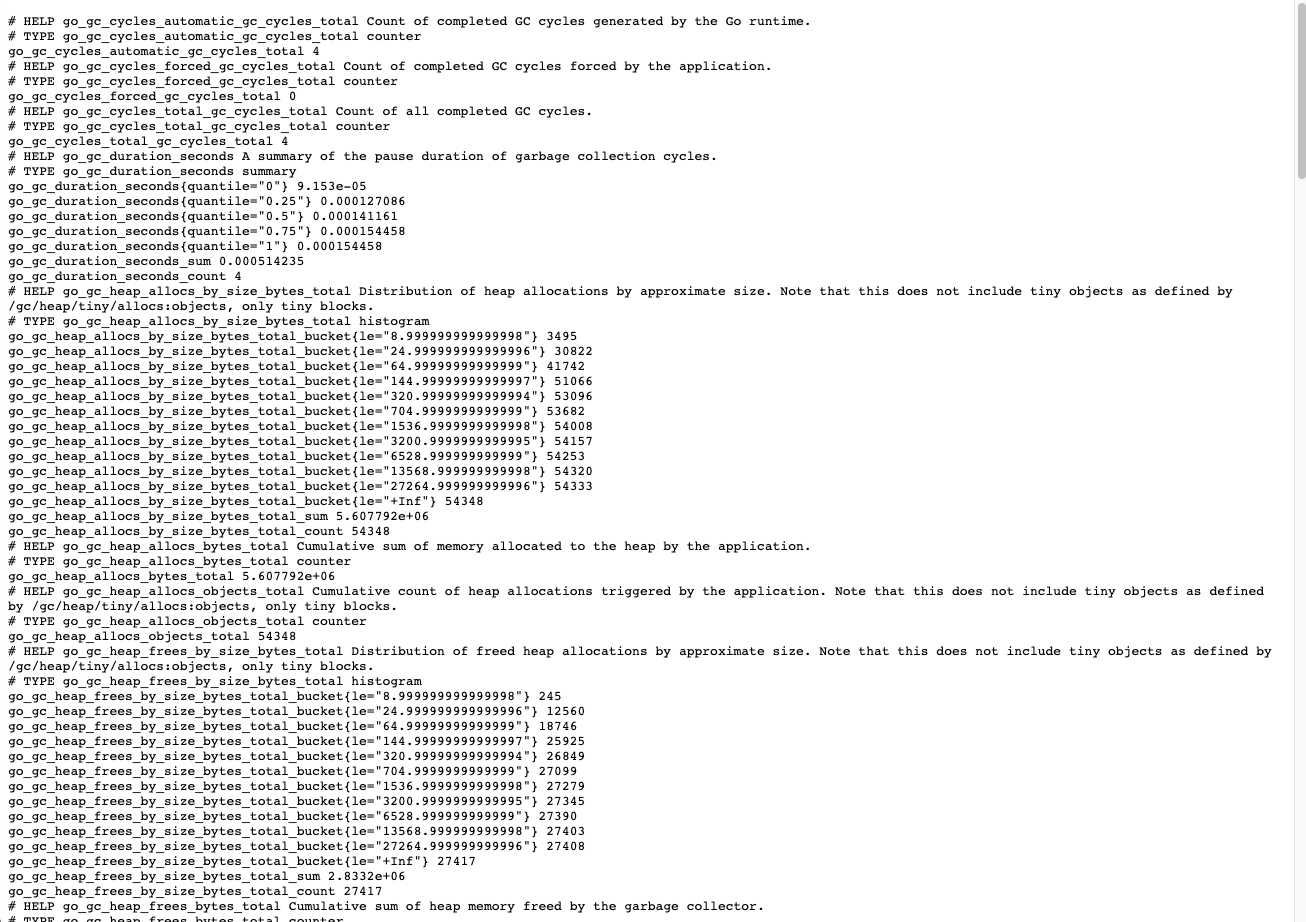 # HELP go_gc_cycles_automatic_gc_cycles_total Count of completed GC cycles generated by the Go runtime.
# TYPE go_gc_cycles_automatic_gc_cycles_total counter
go_gc_cycles_automatic_gc_cycles_total 4
# HELP go_gc_cycles_forced_gc_cycles_total Count of completed GC cycles forced by the application.
# TYPE go_gc_cycles_forced_gc_cycles_total counter
go_gc_cycles_forced_gc_cycles_total 0
# HELP go_gc_cycles_total_gc_cycles_total Count of all completed GC cycles.
# TYPE go_gc_cycles_total_gc_cycles_total counter
go_gc_cycles_total_gc_cycles_total 4
# HELP go_gc_duration_seconds A summary of the pause duration of garbage collection cycles.
# TYPE go_gc_duration_seconds summary
go_gc_duration_seconds{quantile="0"} 9.153e-05
go_gc_duration_seconds{quantile="0.25"} 0.000127086
go_gc_duration_seconds{quantile="0.5"} 0.000141161
go_gc_duration_seconds{quantile="0.75"} 0.000154458
go_gc_duration_seconds{quantile="1"} 0.000154458
go_gc_duration_seconds_sum 0.000514235
go_gc_duration_seconds_count 4
# HELP go_gc_heap_allocs_by_size_bytes_total Distribution of heap allocations by approximate size. Note that this does not include tiny objects as defined by
/gc/heap/tiny/allocs:objects, only tiny blocks.
# TYPE go_gc_heap_allocs_by_size_bytes_total histogram
go_gc_heap_allocs_by_size_bytes_total_bucket{le="8.999999999999998"} 3495
go_gc_heap_allocs_by_size_bytes_total_bucket{le="24.999999999999996"} 30822
go_gc_heap_allocs_by_size_bytes_total_bucket{le="64.99999999999999"} 41742
go_gc_heap_allocs_by_size_bytes_total_bucket{le="144.99999999999997"} 51066
go_gc_heap_allocs_by_size_bytes_total_bucket{le="320.99999999999994"} 53096
go_gc_heap_allocs_by_size_bytes_total_bucket{le="704.9999999999999"} 53682
go_gc_heap_allocs_by_size_bytes_total_bucket{le="1536.9999999999998"} 54008
go_gc_heap_allocs_by_size_bytes_total_bucket{le="3200.9999999999995"} 54157
go_gc_heap_allocs_by_size_bytes_total_bucket{le="6528.999999999999"} 54253
go_gc_heap_allocs_by_size_bytes_total_bucket{le="13568.999999999998"} 54320
go_gc_heap_allocs_by_size_bytes_total_bucket{le="27264.999999999996"} 54333
go_gc_heap_allocs_by_size_bytes_total_bucket{le="+Inf"} 54348
go_gc_heap_allocs_by_size_bytes_total_sum 5.607792e+06
go_gc_heap_allocs_by_size_bytes_total_count 54348
# HELP go_gc_heap_allocs_bytes_total Cumulative sum of memory allocated to the heap by the application.
# TYPE go_gc_heap_allocs_bytes_total counter
go_gc_heap_allocs_bytes_total 5.607792e+06
# HELP go_gc_heap_allocs_objects_total Cumulative count of heap allocations triggered by the application. Note that this does not include tiny objects as defined
by /gc/heap/tiny/allocs:objects, only tiny blocks.
# TYPE go_gc_heap_allocs_objects_total counter
go_gc_heap_allocs_objects_total 54348
# HELP go_gc_heap_frees_by_size_bytes_total Distribution of freed heap allocations by approximate size. Note that this does not include tiny objects as defined by
/gc/heap/tiny/allocs:objects, only tiny blocks.
# TYPE go_gc_heap_frees_by_size_bytes_total histogram
go_gc_heap_frees_by_size_bytes_total_bucket{le="8.999999999999998"} 245
go_gc_heap_frees_by_size_bytes_total_bucket{le="24.999999999999996"} 12560
go_gc_heap_frees_by_size_bytes_total_bucket{le="64.99999999999999"} 18746
go_gc_heap_frees_by_size_bytes_total_bucket{le="144.99999999999997"} 25925
go_gc_heap_frees_by_size_bytes_total_bucket{le="320.99999999999994"} 26849
go_gc_heap_frees_by_size_bytes_total_bucket{le="704.9999999999999"} 27099
go_gc_heap_frees_by_size_bytes_total_bucket{le="1536.9999999999998"} 27279
go_gc_heap_frees_by_size_bytes_total_bucket{le="3200.9999999999995"} 27345
go_gc_heap_frees_by_size_bytes_total_bucket{le="6528.999999999999"} 27390
go_gc_heap_frees_by_size_bytes_total_bucket{le="13568.999999999998"} 27403
go_gc_heap_frees_by_size_bytes_total_bucket{le="27264.999999999996"} 27408
go_gc_heap_frees_by_size_bytes_total_bucket{le="+Inf"} 27417
go_gc_heap_frees_by_size_bytes_total_sum 2.8332e+06
go_gc_heap_frees_by_size_bytes_total_count 27417
# HELP go_gc_heap_frees_bytes_total Cumulative sum of heap memory freed by the garbage collector.
# TYPE go_gc_heap_frees_bytes_total counter